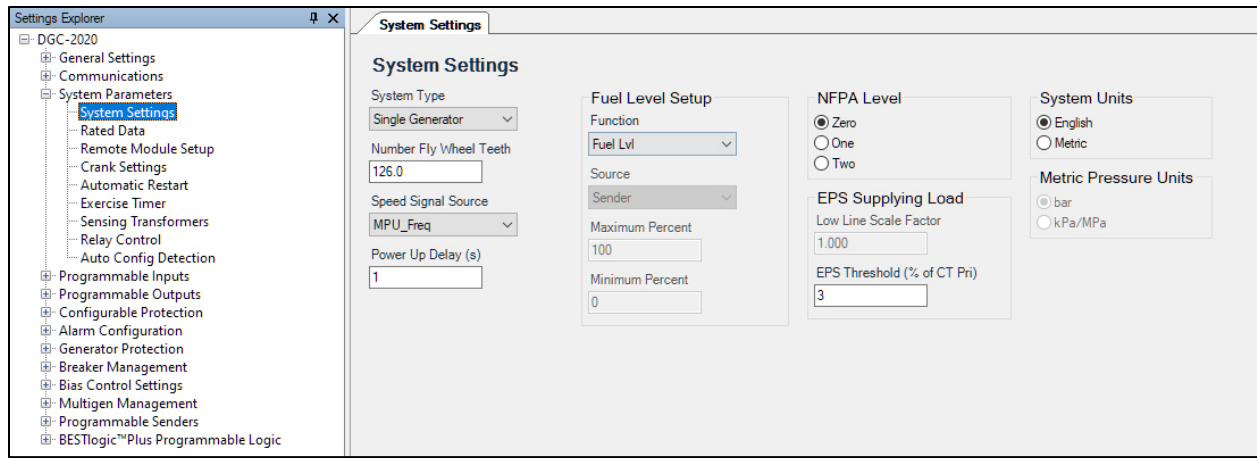 Settings Explorer
DGC-2020
General Settings
Communications
System Parameters
System Settings
Rated Data
Remote Module Setup
Crank Settings
Automatic Restart
Exercise Timer
Sensing Transformers
Relay Control
Auto Config Detection
Programmable Inputs
Programmable Outputs
Configurable Protection
Alarm Configuration
Generator Protection
Breaker Management
Bias Control Settings
Multigen Management
Programmable Senders
BESTlogic™Plus Programmable Logic
System Settings
System Settings
System Type
Single Generator
Number Fly Wheel Teeth
126.0
Speed Signal Source
MPU_Freq
Power Up Delay (s)
1
Fuel Level Setup
Function
Fuel Lvl
Source
Sender
Maximum Percent
100
Minimum Percent
0
NFPA Level
Zero
One
Two
EPS Supplying Load
Low Line Scale Factor
1.000
EPS Threshold (% of CT Pri)
3
System Units
English
Metric
Metric Pressure Units
bar
kPa/MPa